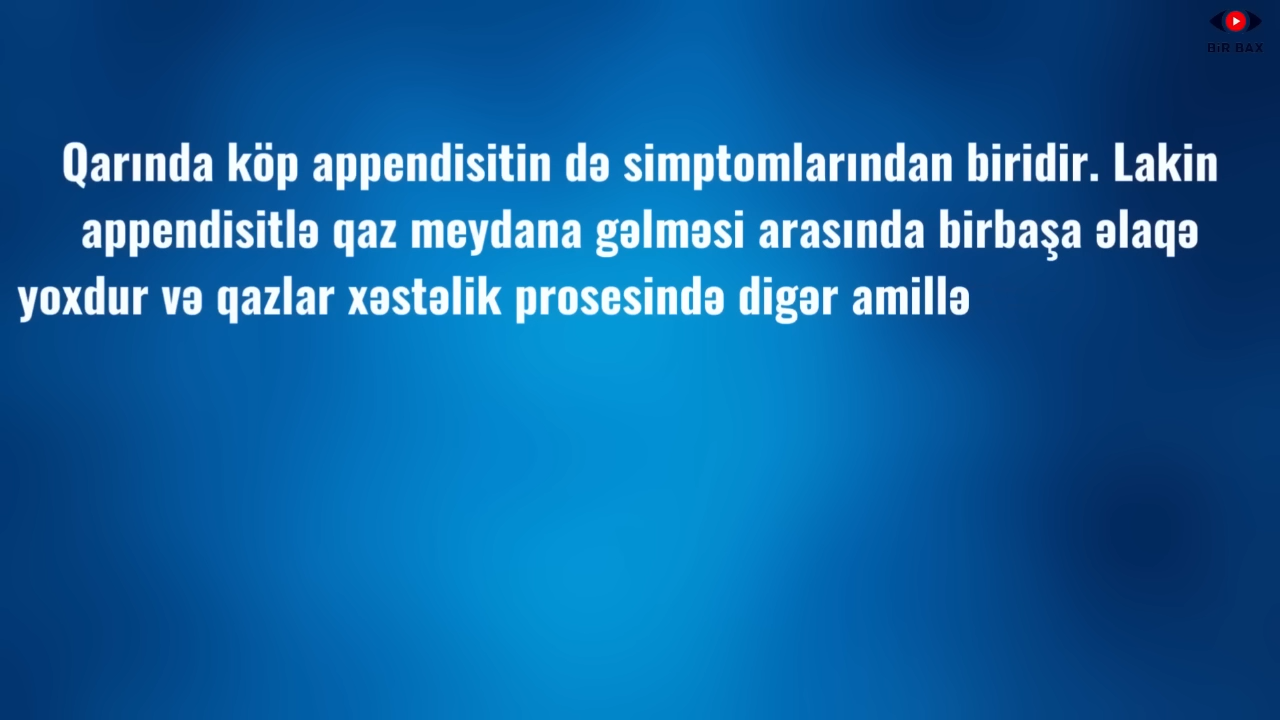 BİR BAX
Qarında köp appendisitin də simptomlarından biridir. Lakin
appendisitlə qaz meydana gəlməsi arasında birbaşa əlaqə
yoxdur və qazlar xəstəlik prosesində digər amillə